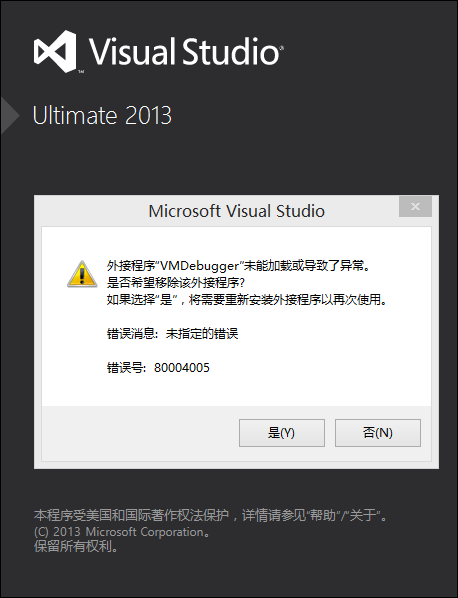 Visual Studio
Ultimate 2013
Microsoft Visual Studio
外接程序“VMDebugger”未能加载或导致了异常。
是否希望移除该外接程序?
如果选择“是”，将需要重新安装外接程序以再次使用。
错误消息: 未指定的错误
错误号: 80004005
是(Y)
否(N)
本程序受美国和国际著作权法保护，详情请参见“帮助”/“关于”。
(C) 2013 Microsoft Corporation。
保留所有权利。